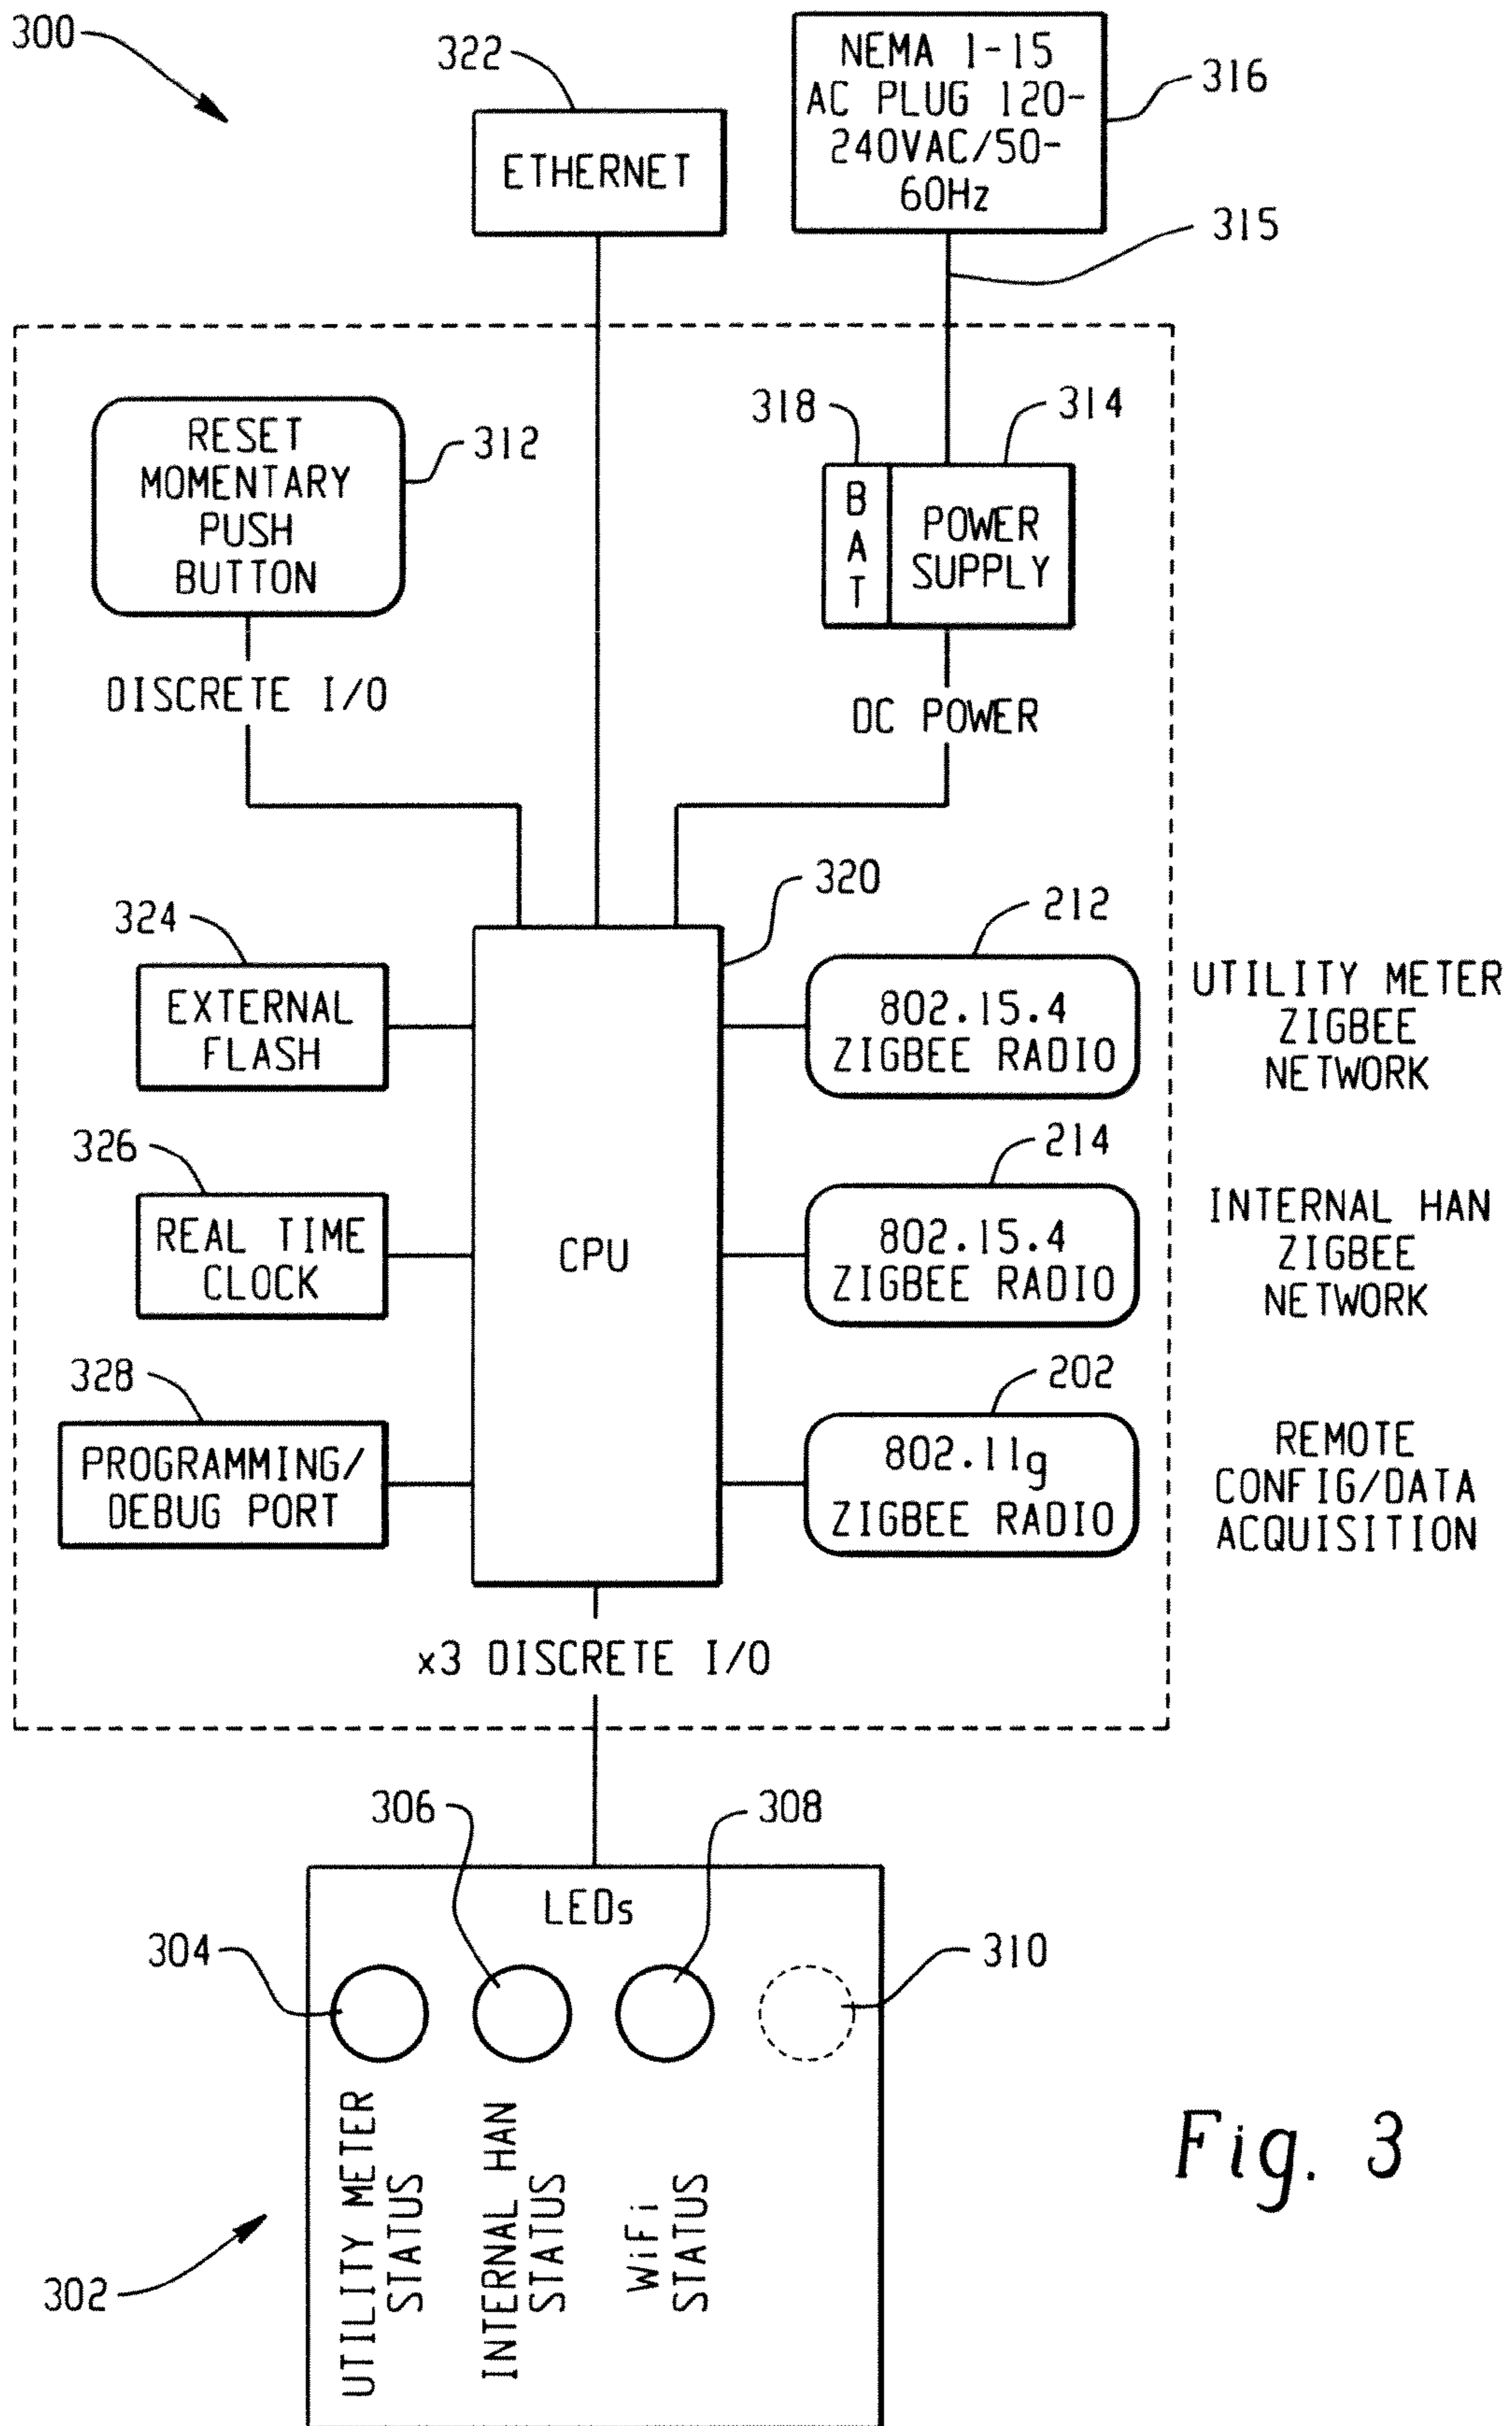 300
322
ETHERNET
NEMA 1-15
AC PLUG 120-
240VAC/50-
60Hz
316
315
RESET
MOMENTARY
PUSH
BUTTON
312
318
314
BAT
POWER
SUPPLY
DISCRETE I/O
DC POWER
320
324
EXTERNAL
FLASH
212
802.15.4
ZIGBEE RADIO
UTILITY METER
ZIGBEE
NETWORK
326
REAL TIME
CLOCK
CPU
214
802.15.4
ZIGBEE RADIO
INTERNAL HAN
ZIGBEE
NETWORK
328
PROGRAMMING/
DEBUG PORT
202
802.11g
ZIGBEE RADIO
REMOTE
CONFIG/DATA
ACQUISITION
x3 DISCRETE I/O
306
308
LEDs
304
310
UTILITY METER
STATUS
INTERNAL HAN
STATUS
WiFi
STATUS
302
Fig. 3